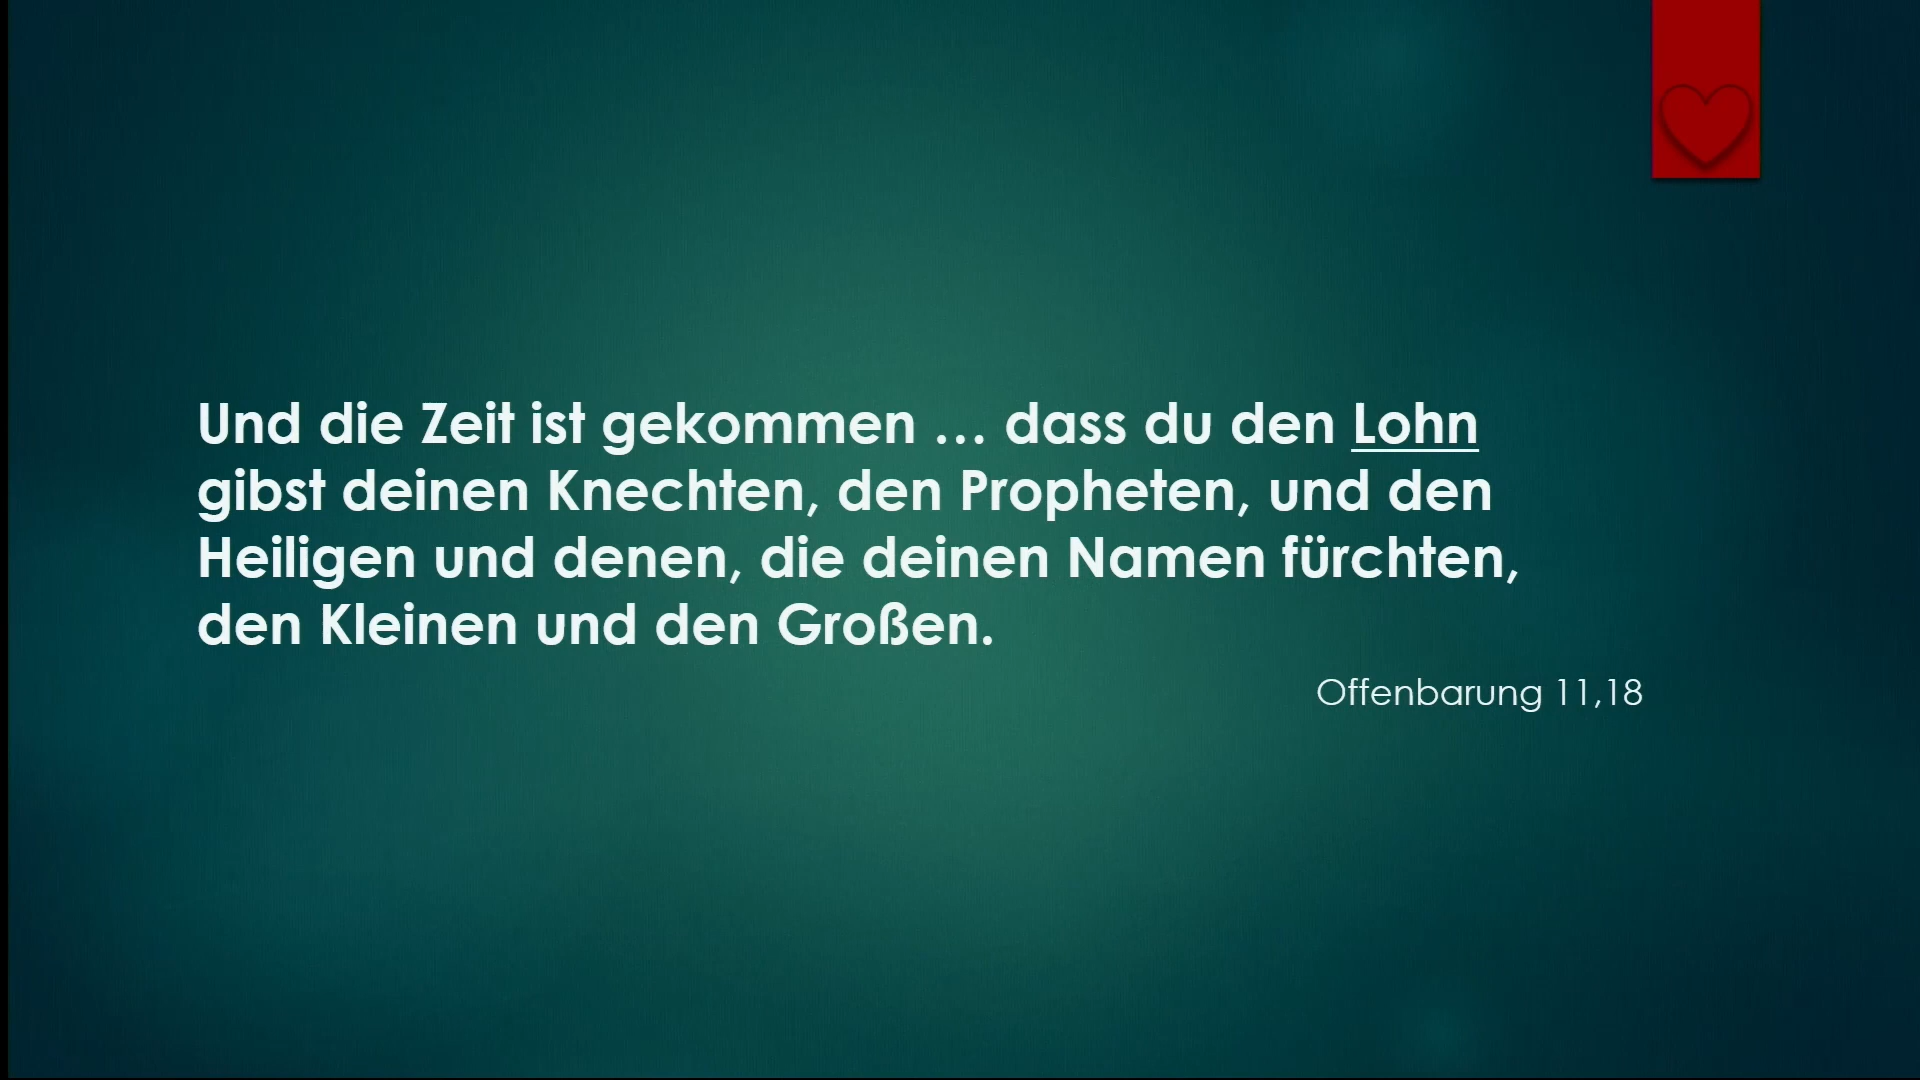 Und die Zeit ist gekommen … dass du den Lohn
gibst deinen Knechten, den Propheten, und den
Heiligen und denen, die deinen Namen fürchten,
den Kleinen und den Großen.
Offenbarung 11,18